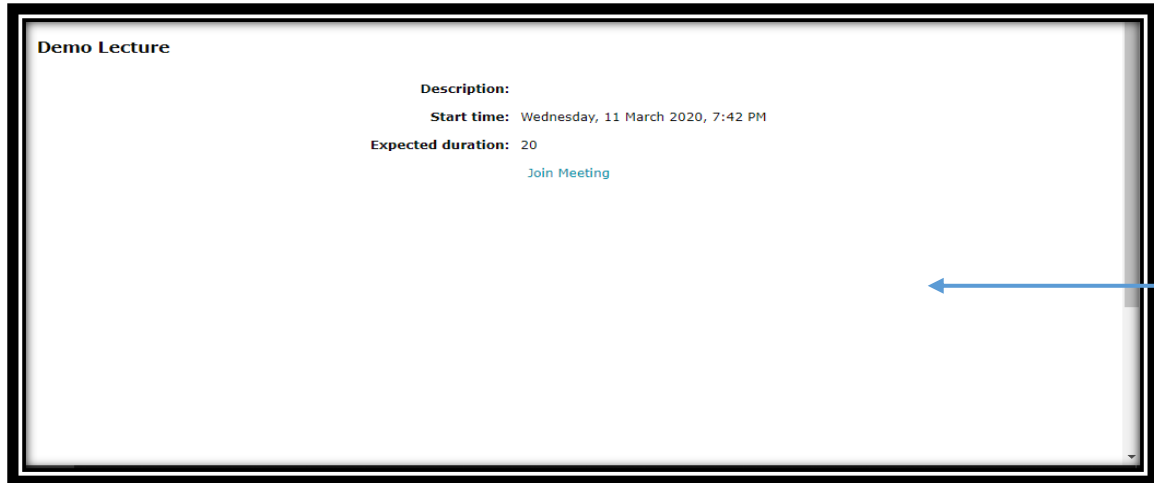 Demo Lecture
Description:
Start time: Wednesday, 11 March 2020, 7:42 PM
Expected duration: 20
Join Meeting